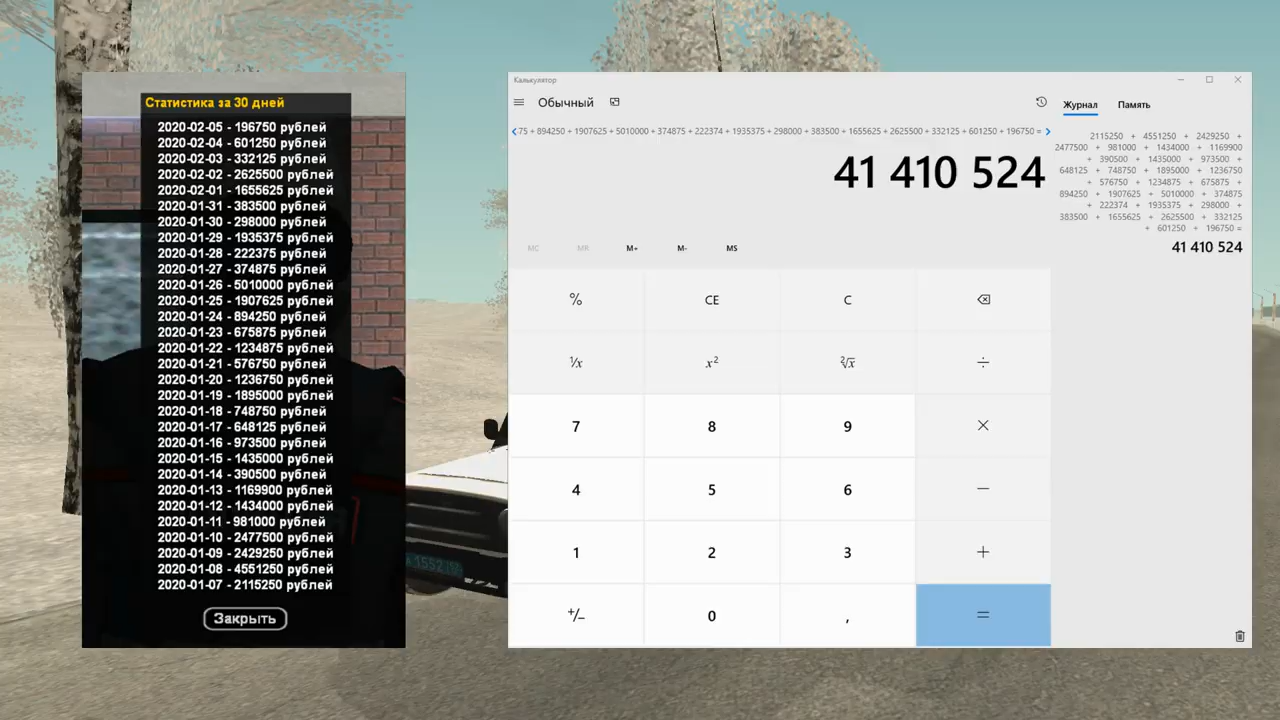 Статистика за 30 дней
2020-02-05 - 196750 рублей
2020-02-04 - 601250 рублей
2020-02-03 - 332125 рублей
2020-02-02 - 2625500 рублей
2020-02-01 - 1655625 рублей
2020-01-31 - 383500 рублей
2020-01-30 - 298000 рублей
2020-01-29 - 1935375 рублей
2020-01-28 - 222375 рублей
2020-01-27 - 374875 рублей
2020-01-26 - 5010000 рублей
2020-01-25 - 1907625 рублей
2020-01-24 - 894250 рублей
2020-01-23 - 675875 рублей
2020-01-22 - 1234875 рублей
2020-01-21 - 576750 рублей
2020-01-20 - 1236750 рублей
2020-01-19 - 1895000 рублей
2020-01-18 - 748750 рублей
2020-01-17 - 648125 рублей
2020-01-16 - 973500 рублей
2020-01-15 - 1435000 рублей
2020-01-14 - 390500 рублей
2020-01-13 - 1169900 рублей
2020-01-12 - 1434000 рублей
2020-01-11 - 981000 рублей
2020-01-10 - 2477500 рублей
2020-01-09 - 2429250 рублей
2020-01-08 - 4551250 рублей
2020-01-07 - 2115250 рублей
Закрыть
Калькулятор
Обычный
75 + 894250 + 1907625 + 5010000 + 374875 + 222374 + 1935375 + 298000 + 383500 + 1655625 + 2625500 + 332125 + 601250 + 196750 =
41 410 524
MC MR M+ M- MS
% CE C
¹/x x² ²√x ÷
7 8 9 ×
4 5 6 −
1 2 3 +
+/− 0 , =
Журнал Память
2115250 + 4551250 + 2429250 +
2477500 + 981000 + 1434000 + 1169900
+ 390500 + 1435000 + 973500 +
648125 + 748750 + 1895000 + 1236750
+ 576750 + 1234875 + 675875 +
894250 + 1907625 + 5010000 + 374875
+ 222374 + 1935375 + 298000 +
383500 + 1655625 + 2625500 + 332125
+ 601250 + 196750 =
41 410 524